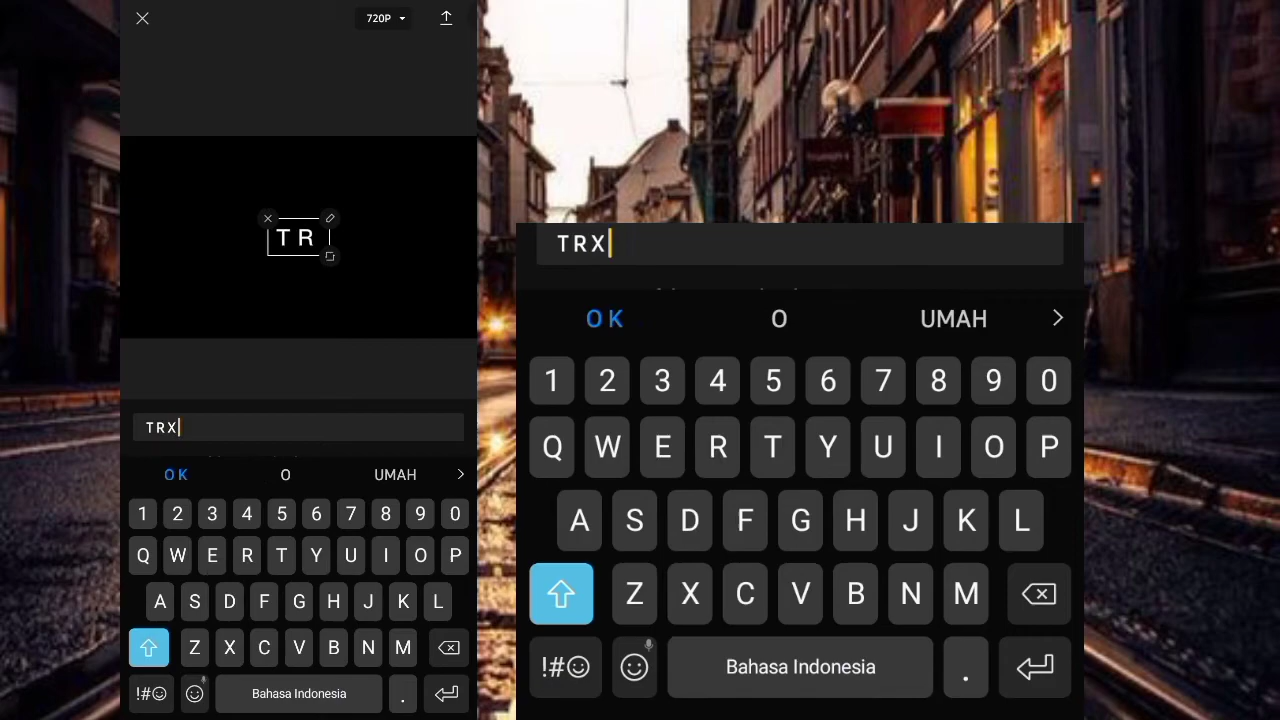 720P
T R
TRX
OK O UMAH
1 2 3 4 5 6 7 8 9 0
Q W E R T Y U I O P
A S D F G H J K L
Z X C V B N M
!#☺ Bahasa Indonesia .
TRX
OK O UMAH
1 2 3 4 5 6 7 8 9 0
Q W E R T Y U I O P
A S D F G H J K L
Z X C V B N M
!#☺ Bahasa Indonesia .